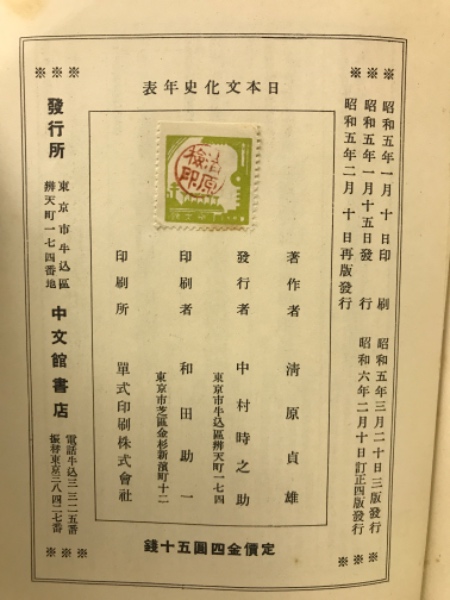 昭和五年一月十日印刷
昭和五年一月十五日發行
昭和五年二月十日再版發行
昭和五年三月二十日三版發行
昭和六年二月十日訂正四版發行
日本文化史年表
清原
檢印
著作者 清原貞雄
發行者 中村時之助
東京市牛込區辨天町一七四
印刷者 和田助一
東京市芝區金杉新濱町十二
印刷所 單式印刷株式會社
定價金四圓五十錢
發行所
東京市牛込區
辨天町一七四番地
中文館書店
電話牛込三三二五番
振替東京三八四二七番